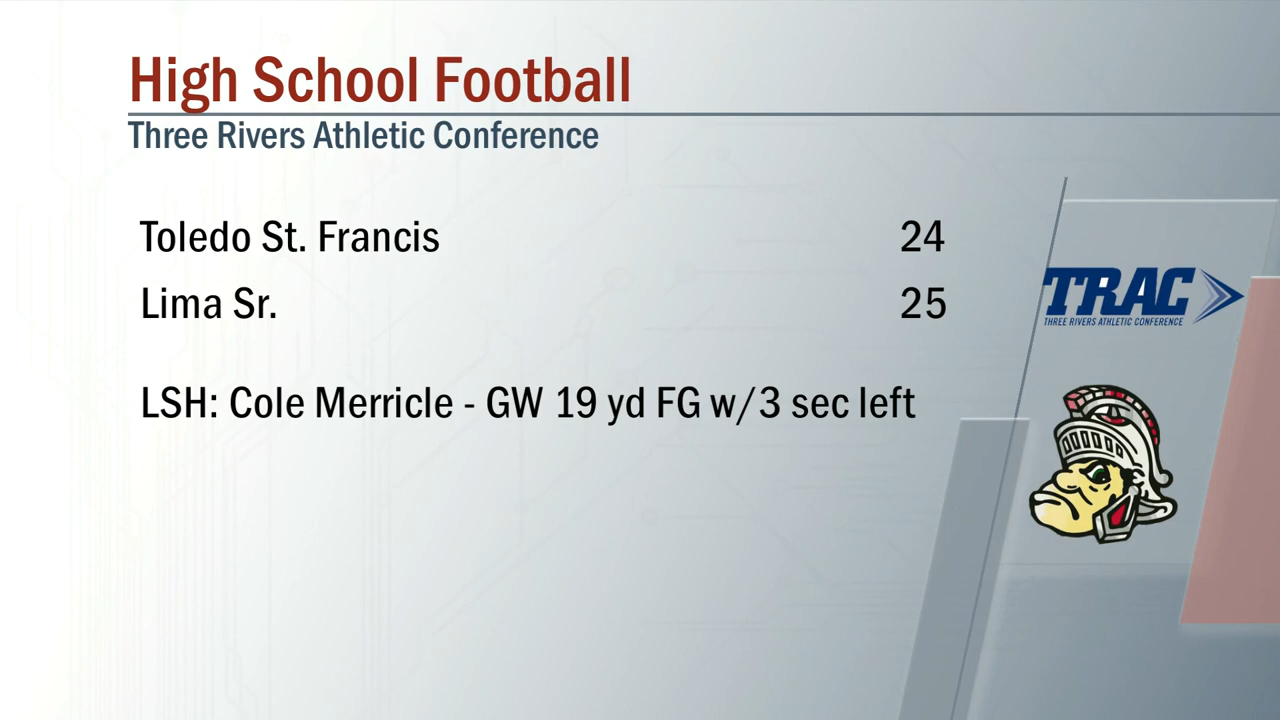 High School Football
Three Rivers Athletic Conference
Toledo St. Francis 24
Lima Sr. 25
TRAC
THREE RIVERS ATHLETIC CONFERENCE
LSH: Cole Merricle - GW 19 yd FG w/3 sec left